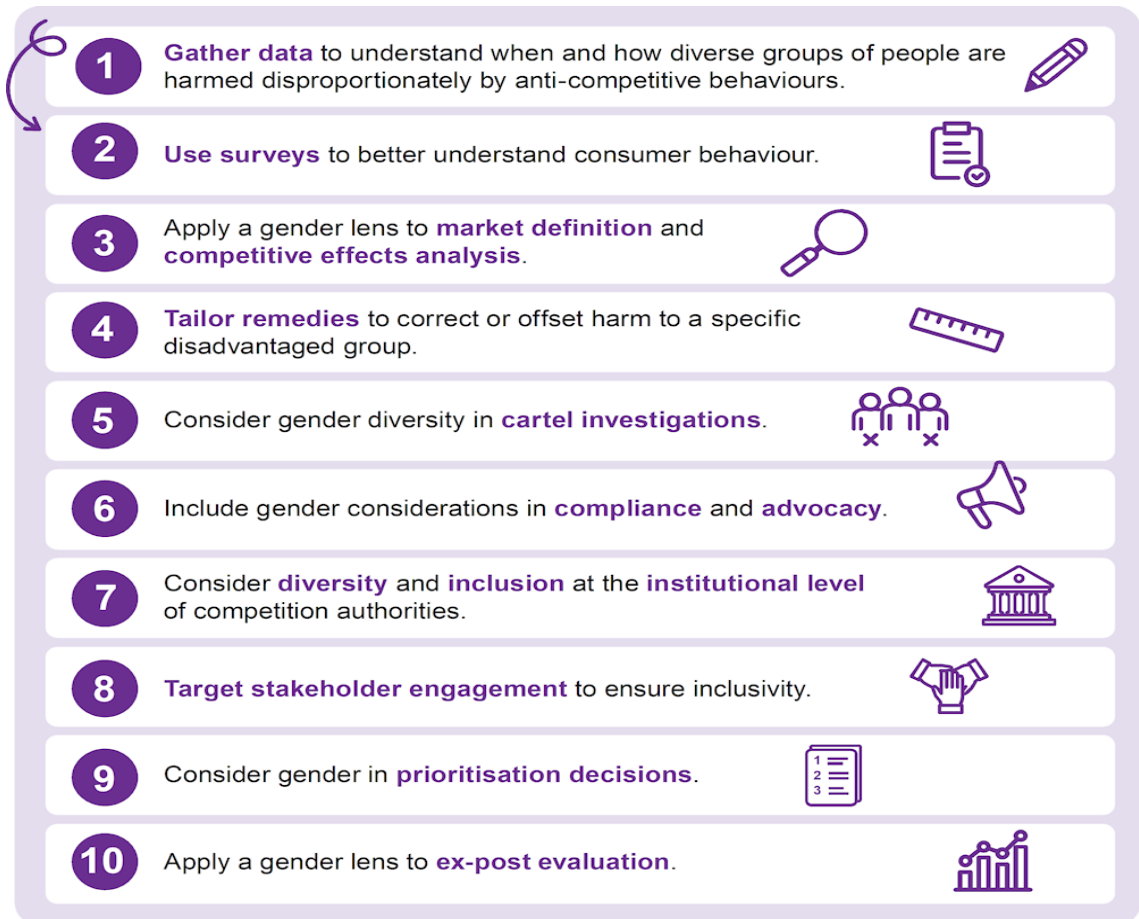 1
Gather data to understand when and how diverse groups of people are
harmed disproportionately by anti-competitive behaviours.
2
Use surveys to better understand consumer behaviour.
3
Apply a gender lens to market definition and
competitive effects analysis.
4
Tailor remedies to correct or offset harm to a specific
disadvantaged group.
5
Consider gender diversity in cartel investigations.
6
Include gender considerations in compliance and advocacy.
7
Consider diversity and inclusion at the institutional level
of competition authorities.
8
Target stakeholder engagement to ensure inclusivity.
9
Consider gender in prioritisation decisions.
1
2
3
10
Apply a gender lens to ex-post evaluation.